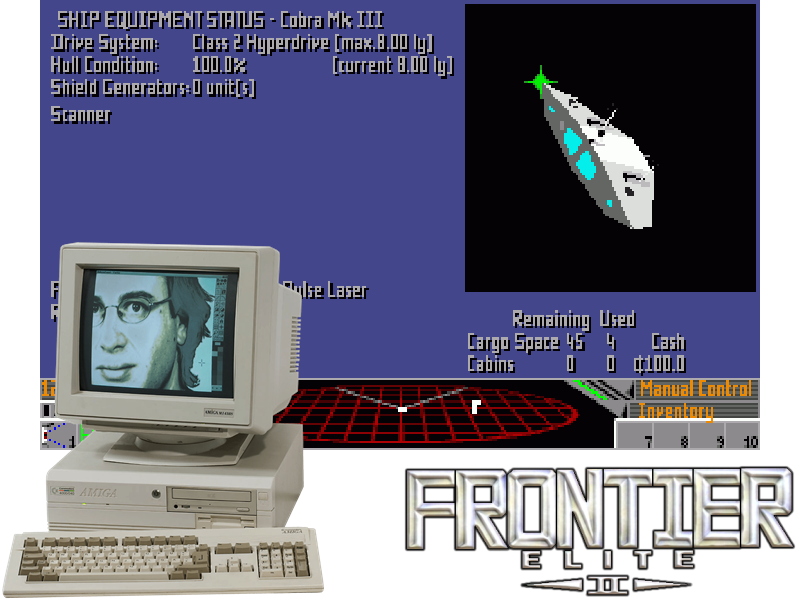 SHIP EQUIPMENT STATUS - Cobra Mk III
Drive System: Class 2 Hyperdrive (max.8.00 ly)
Hull Condition: 100.0% (current 8.00 ly)
Shield Generators: 0 unit(s)
Scanner
Pulse Laser
Remaining Used
Cargo Space 45 4 Cash
Cabins 0 0 ¢100.0
Manual Control
Inventory
7 8 9 10
AMIGA
FRONTIER
ELITE
II